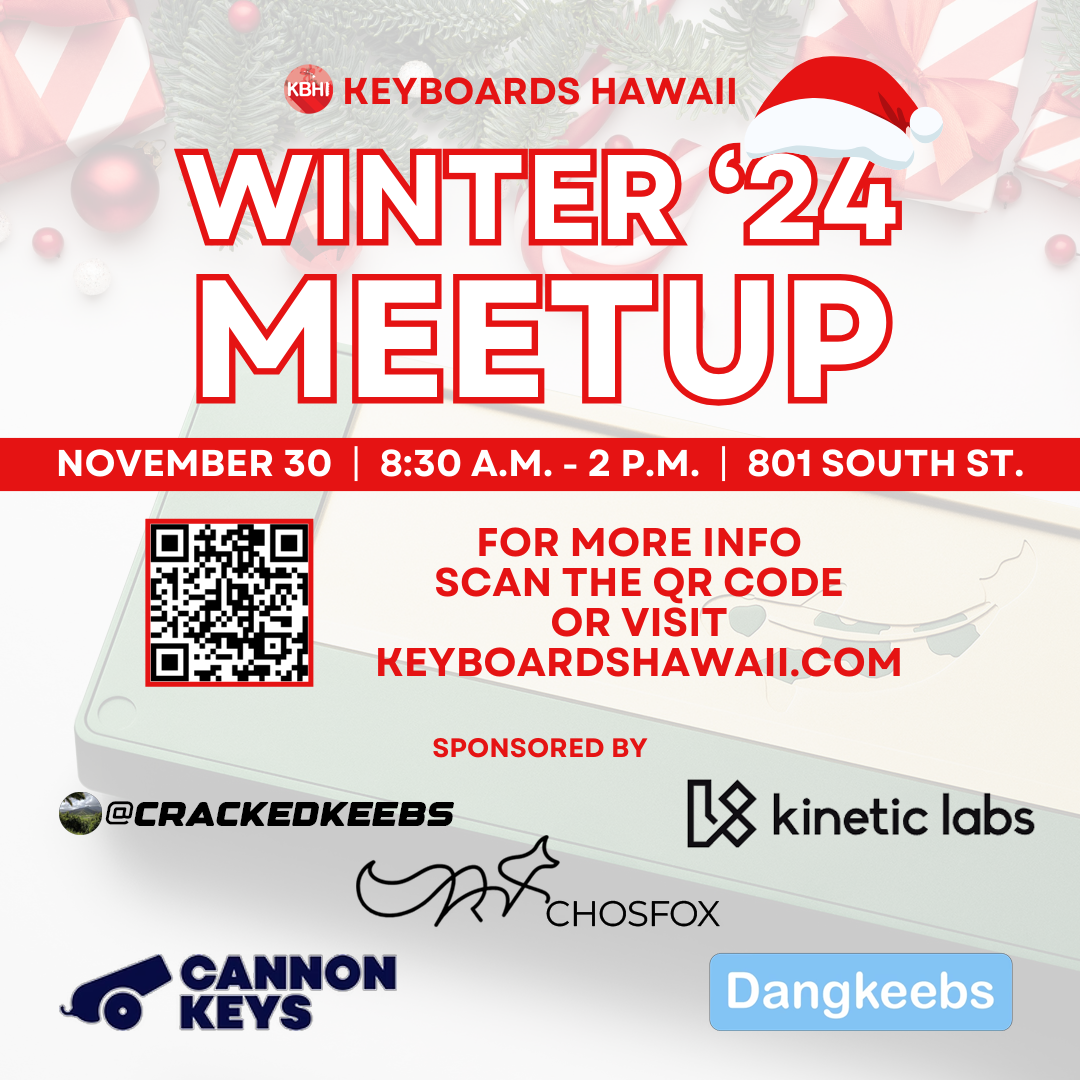 KBHI KEYBOARDS HAWAII
WINTER ‘24
MEETUP
NOVEMBER 30 | 8:30 A.M. - 2 P.M. | 801 SOUTH ST.
FOR MORE INFO
SCAN THE QR CODE
OR VISIT
KEYBOARDSHAWAII.COM
SPONSORED BY
@CRACKEDKEEBS
kinetic labs
CHOSFOX
CANNON
KEYS
Dangkeebs